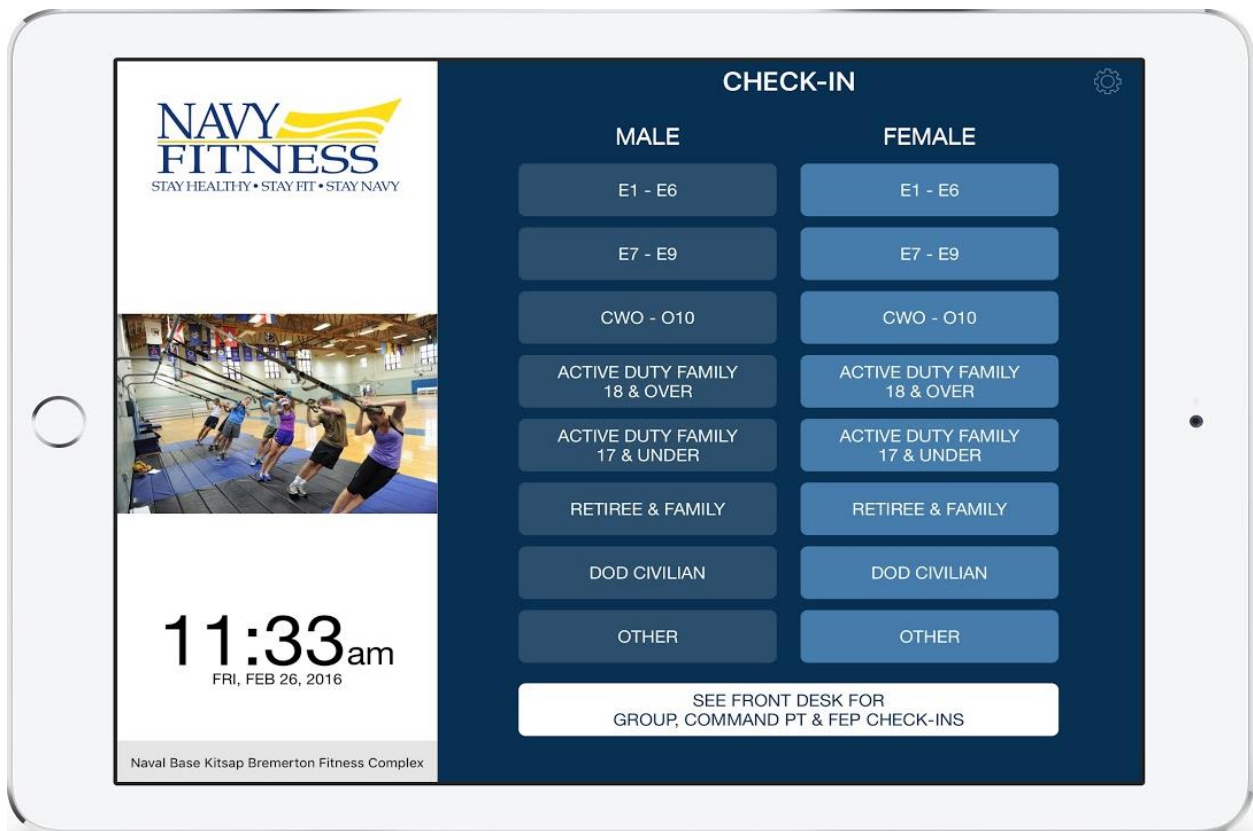 NAVY
FITNESS
STAY HEALTHY • STAY FIT • STAY NAVY
11:33am
FRI, FEB 26, 2016
Naval Base Kitsap Bremerton Fitness Complex
CHECK-IN
MALE
FEMALE
E1 - E6
E1 - E6
E7 - E9
E7 - E9
CWO - O10
CWO - O10
ACTIVE DUTY FAMILY
18 & OVER
ACTIVE DUTY FAMILY
18 & OVER
ACTIVE DUTY FAMILY
17 & UNDER
ACTIVE DUTY FAMILY
17 & UNDER
RETIREE & FAMILY
RETIREE & FAMILY
DOD CIVILIAN
DOD CIVILIAN
OTHER
OTHER
SEE FRONT DESK FOR
GROUP, COMMAND PT & FEP CHECK-INS